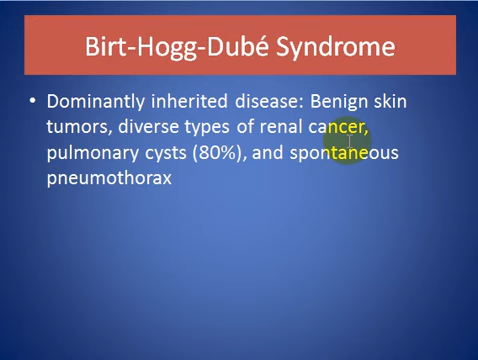 Birt-Hogg-Dubé Syndrome
• Dominantly inherited disease: Benign skin
tumors, diverse types of renal cancer,
pulmonary cysts (80%), and spontaneous
pneumothorax